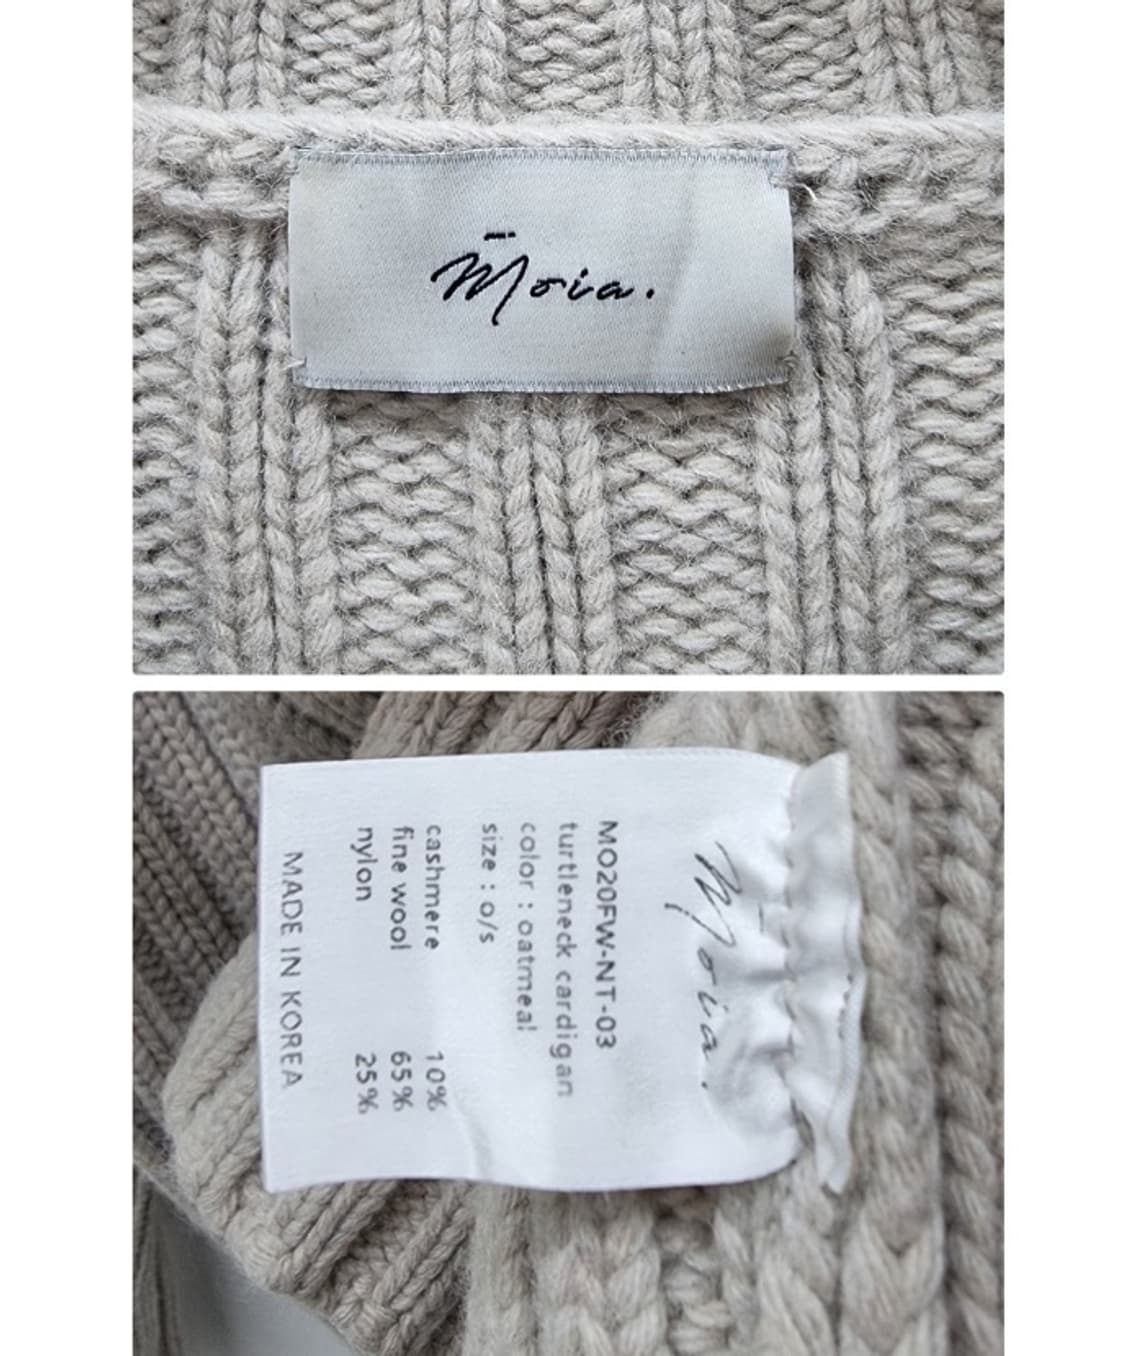 Moia.
Moia.
MO20FW-NT-03
turtleneck cardigan
color : oatmeal
size : o/s
cashmere 10%
fine wool 65%
nylon 25%
MADE IN KOREA